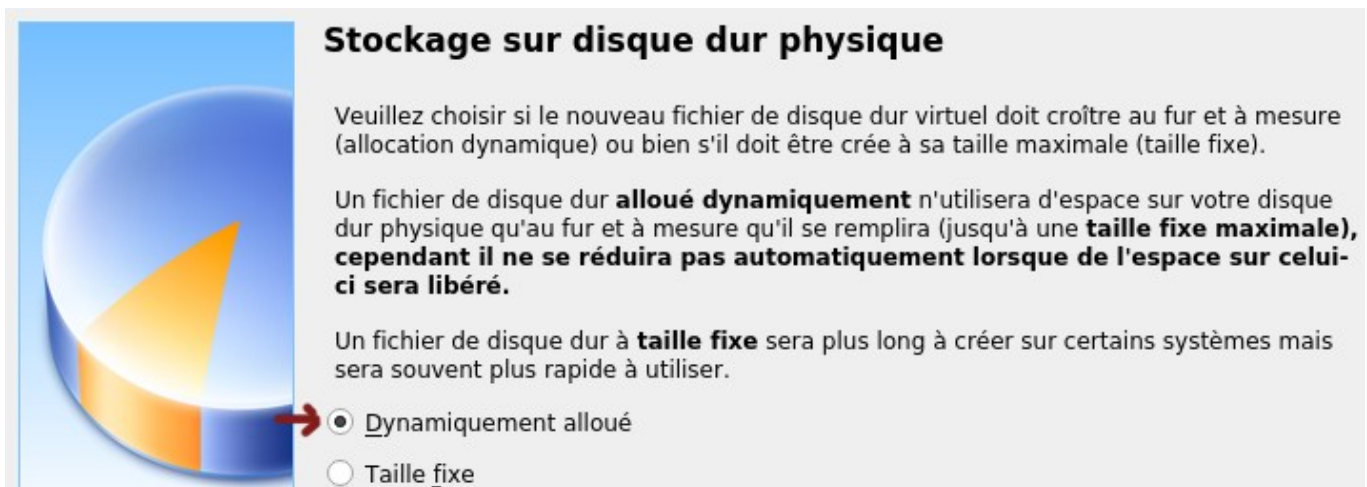 Stockage sur disque dur physique
Veuillez choisir si le nouveau fichier de disque dur virtuel doit croître au fur et à mesure
(allocation dynamique) ou bien s'il doit être crée à sa taille maximale (taille fixe).
Un fichier de disque dur alloué dynamiquement n'utilisera d'espace sur votre disque
dur physique qu'au fur et à mesure qu'il se remplira (jusqu'à une taille fixe maximale),
cependant il ne se réduira pas automatiquement lorsque de l'espace sur celui-
ci sera libéré.
Un fichier de disque dur à taille fixe sera plus long à créer sur certains systèmes mais
sera souvent plus rapide à utiliser.
Dynamiquement alloué
Taille fixe